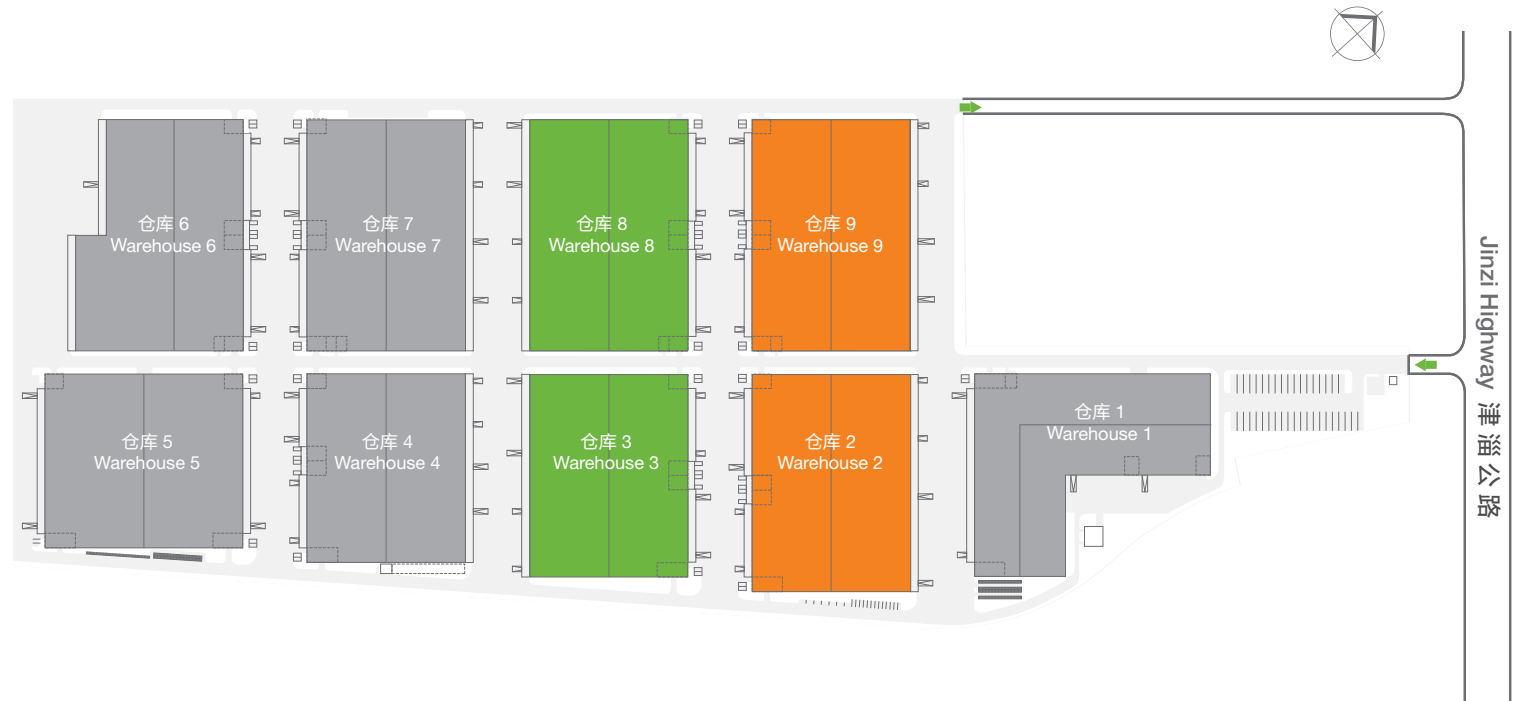 仓库 6
Warehouse 6
仓库 7
Warehouse 7
仓库 8
Warehouse 8
仓库 9
Warehouse 9
仓库 5
Warehouse 5
仓库 4
Warehouse 4
仓库 3
Warehouse 3
仓库 2
Warehouse 2
仓库 1
Warehouse 1
Jinzi Highway 津淄公路